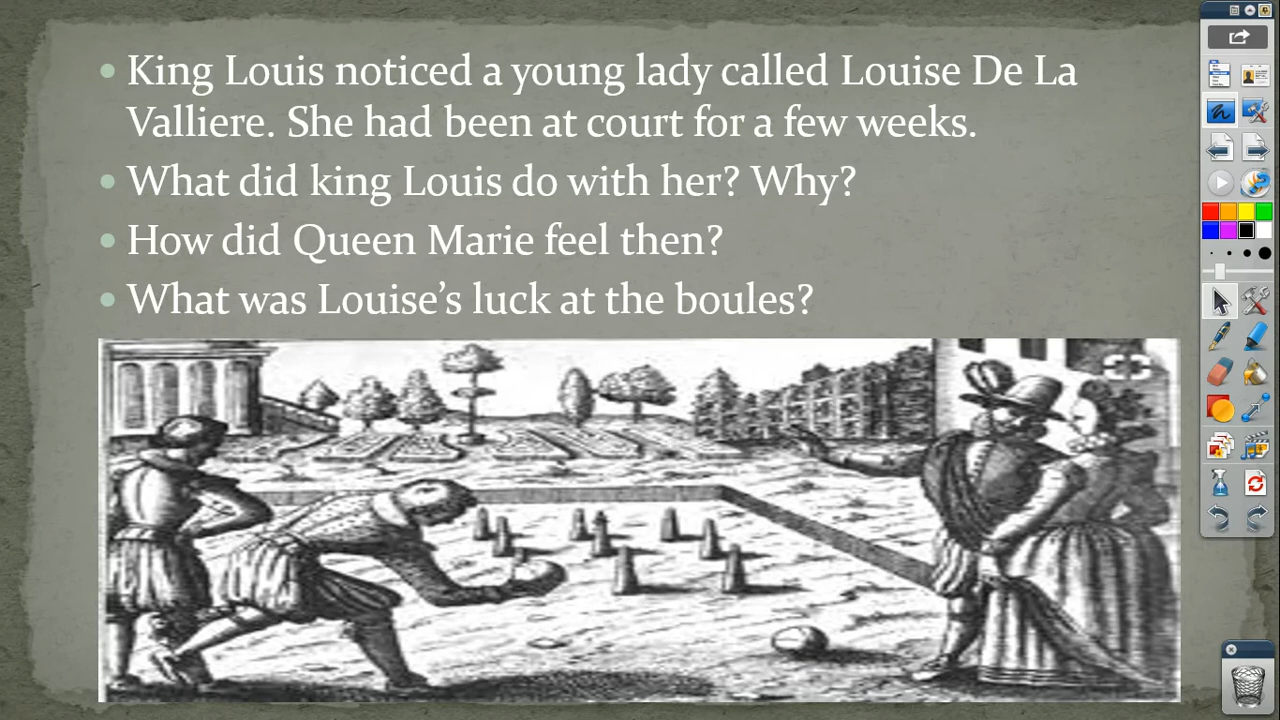 King Louis noticed a young lady called Louise De La
Valliere. She had been at court for a few weeks.
What did king Louis do with her? Why?
How did Queen Marie feel then?
What was Louise’s luck at the boules?